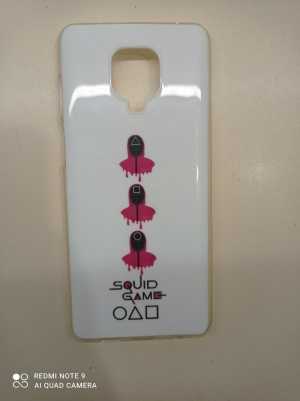 SQUID
GAME
REDMI NOTE 9
AI QUAD CAMERA